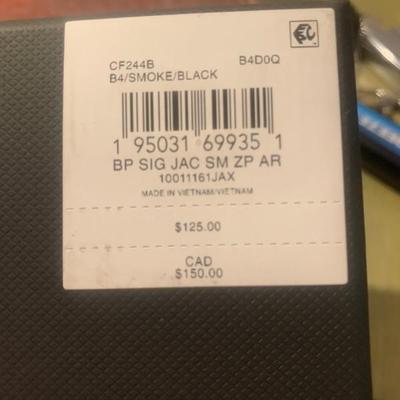 CF244B B4D0Q
B4/SMOKE/BLACK
1 95031 69935 1
BP SIG JAC SM ZP AR
10011161JAX
MADE IN VIETNAM/VIETNAM
$125.00
CAD
$150.00